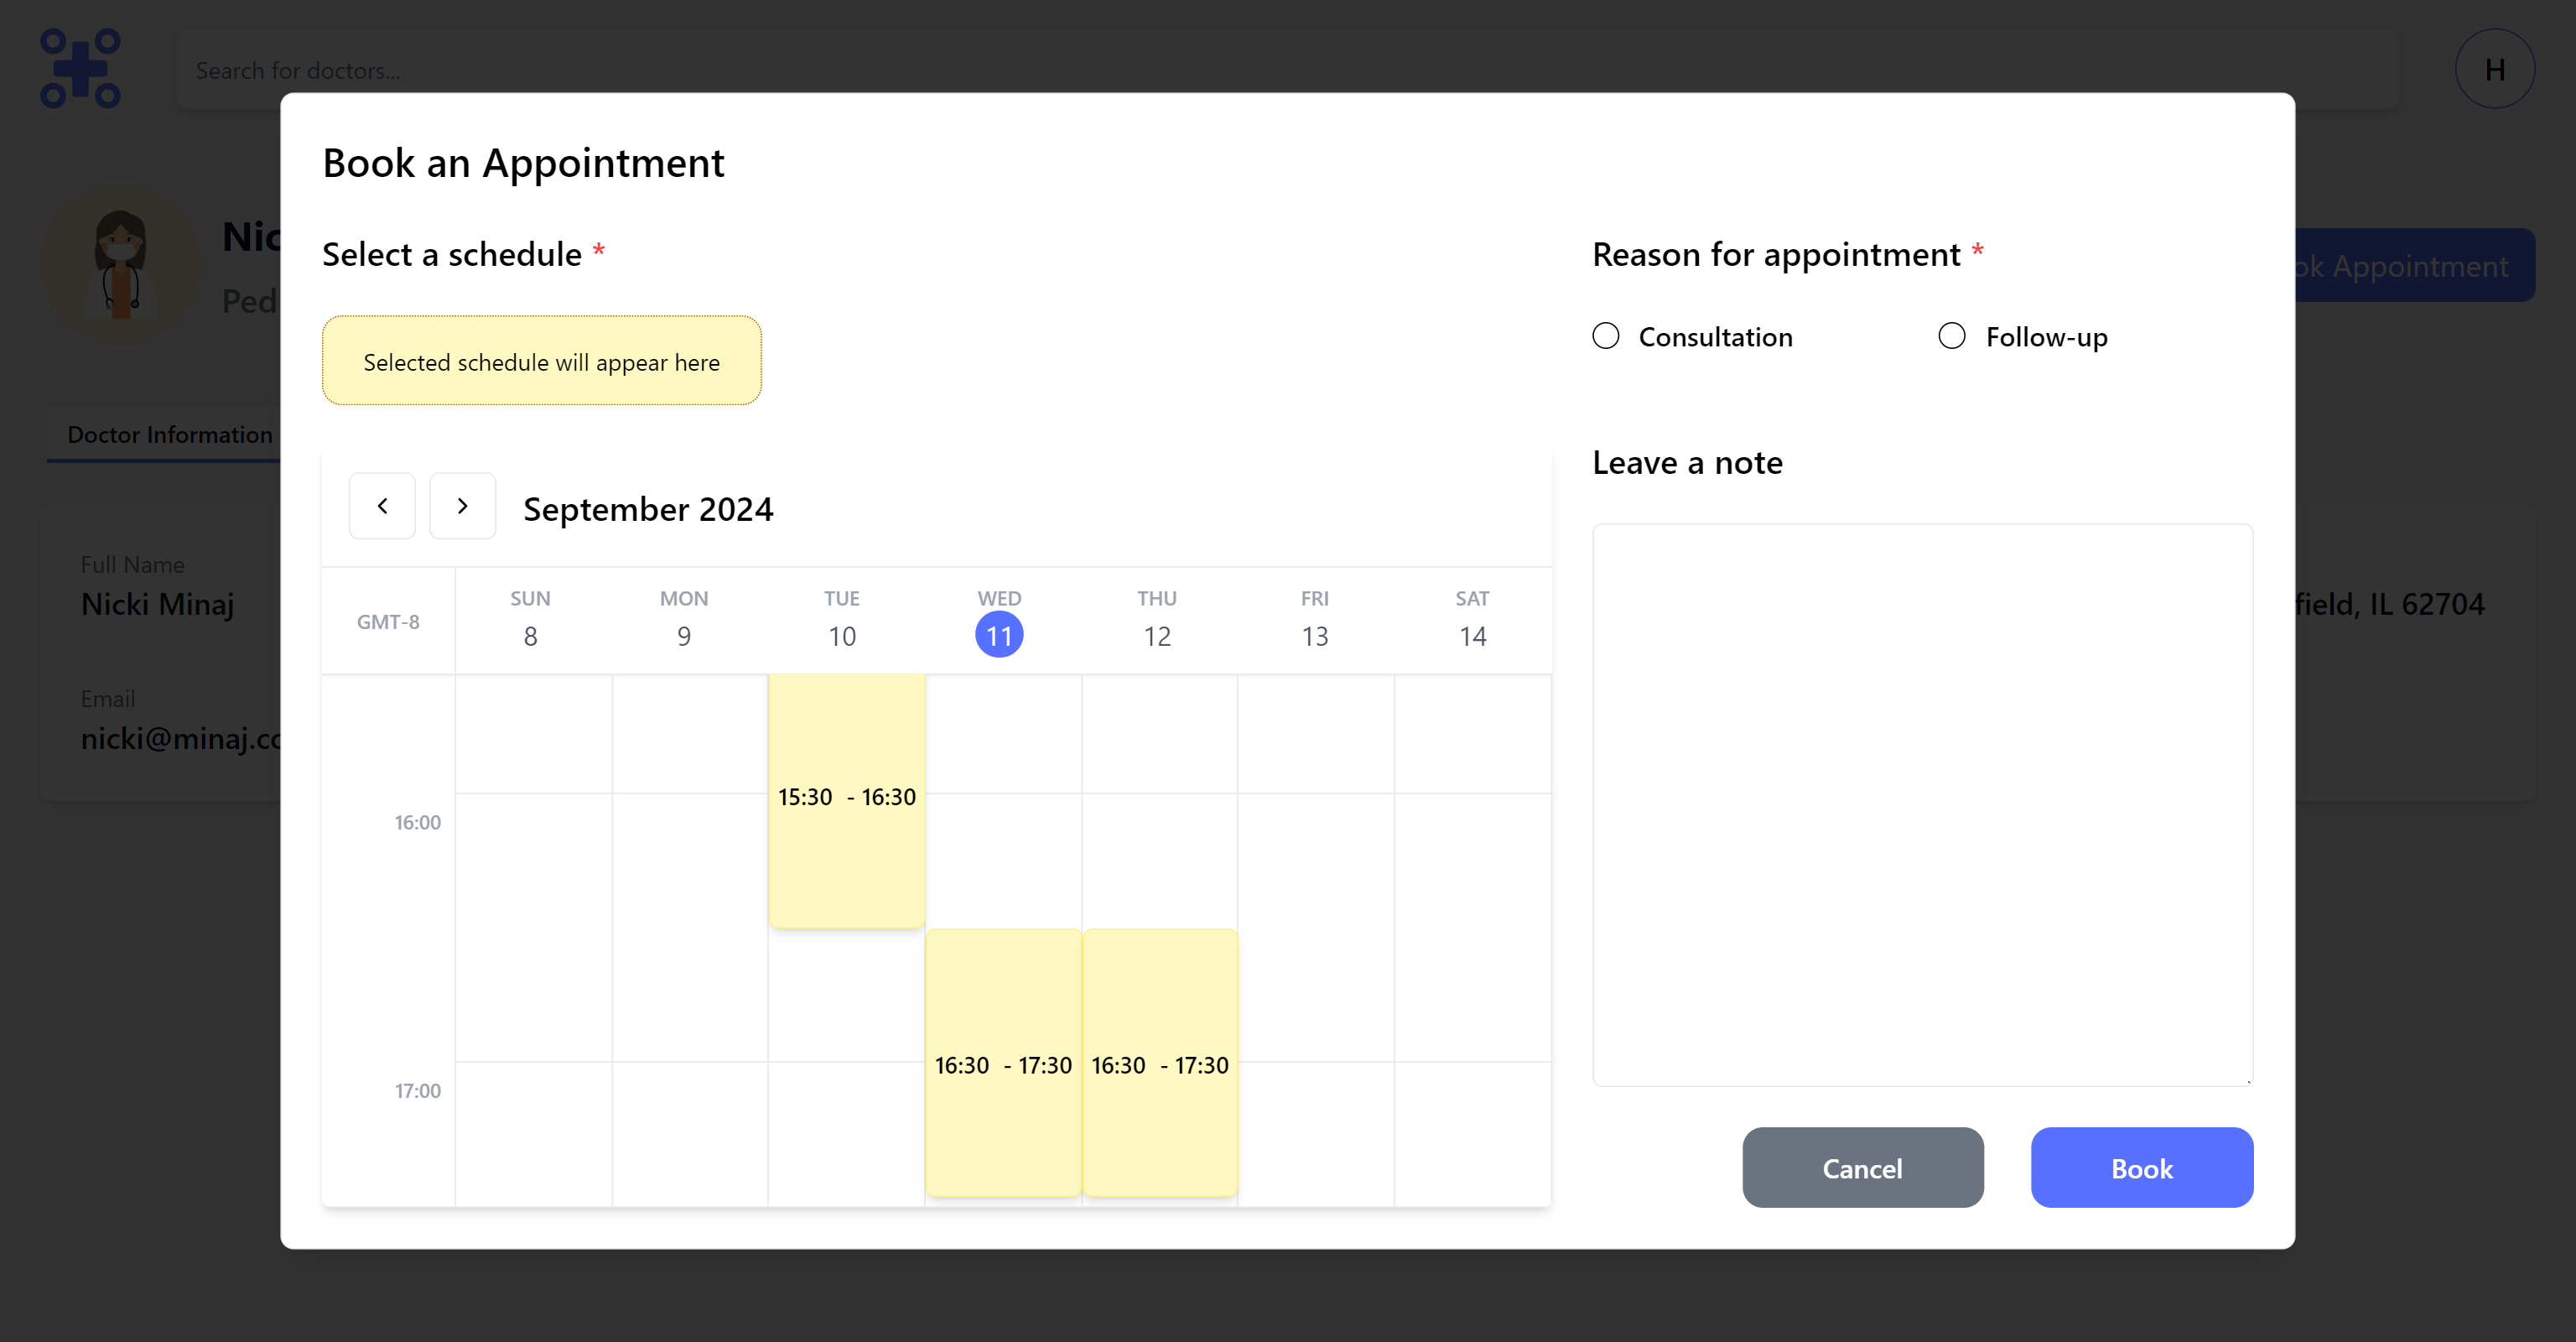 Search for doctors...
H
Book an Appointment
Nic
Ped
Select a schedule *
Reason for appointment *
ok Appointment
Selected schedule will appear here
Consultation
Follow-up
Doctor Information
Leave a note
September 2024
Full Name
Nicki Minaj
field, IL 62704
GMT-8
SUN
8
MON
9
TUE
10
WED
11
THU
12
FRI
13
SAT
14
Email
nicki@minaj.co
15:30 - 16:30
16:00
16:30 - 17:30
16:30 - 17:30
17:00
Cancel
Book